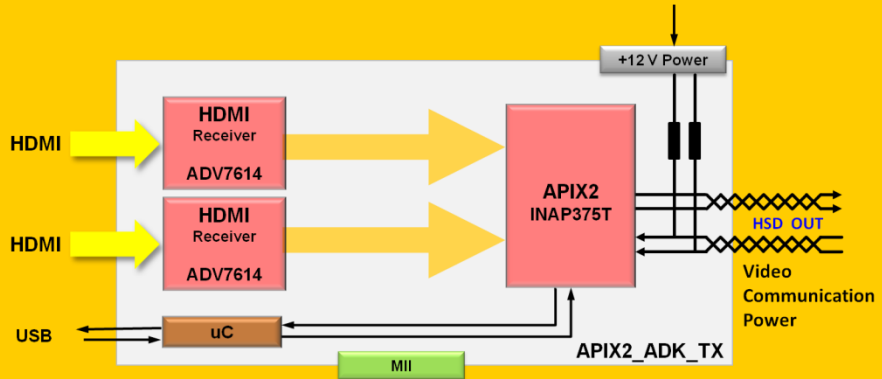 +12 V Power
HDMI
HDMI
Receiver
ADV7614
HDMI
HDMI
Receiver
ADV7614
APIX2
INAP375T
HSD OUT
Video
Communication
Power
USB
uC
MII
APIX2_ADK_TX